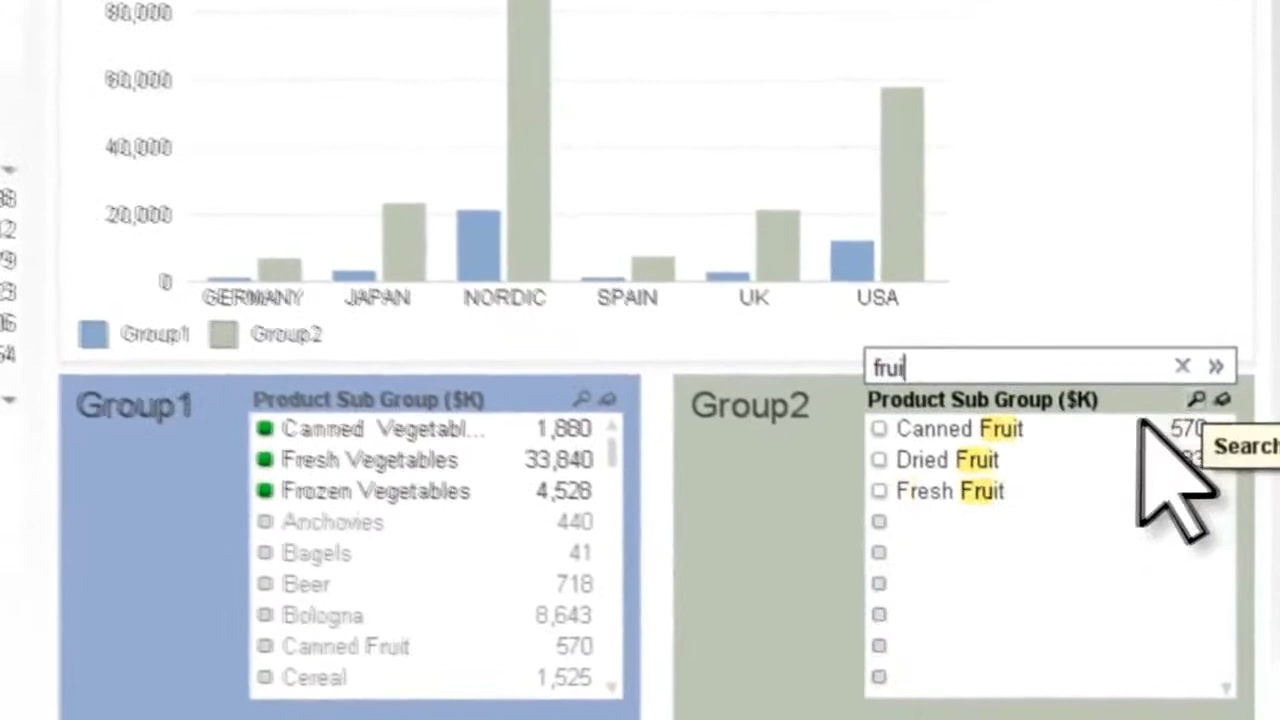 80,000
60,000
40,000
20,000
0
GERMANY JAPAN NORDIC SPAIN UK USA
Group1 Group2
frui
Group1
Product Sub Group ($K)
Canned Vegetabl... 1,860
Fresh Vegetables 33,840
Frozen Vegetables 4,528
Anchovies 440
Bagels 41
Beer 718
Bologna 8,643
Canned Fruit 570
Cereal 1,525
Group2
Product Sub Group ($K)
Canned Fruit 570
Dried Fruit
Fresh Fruit
Search